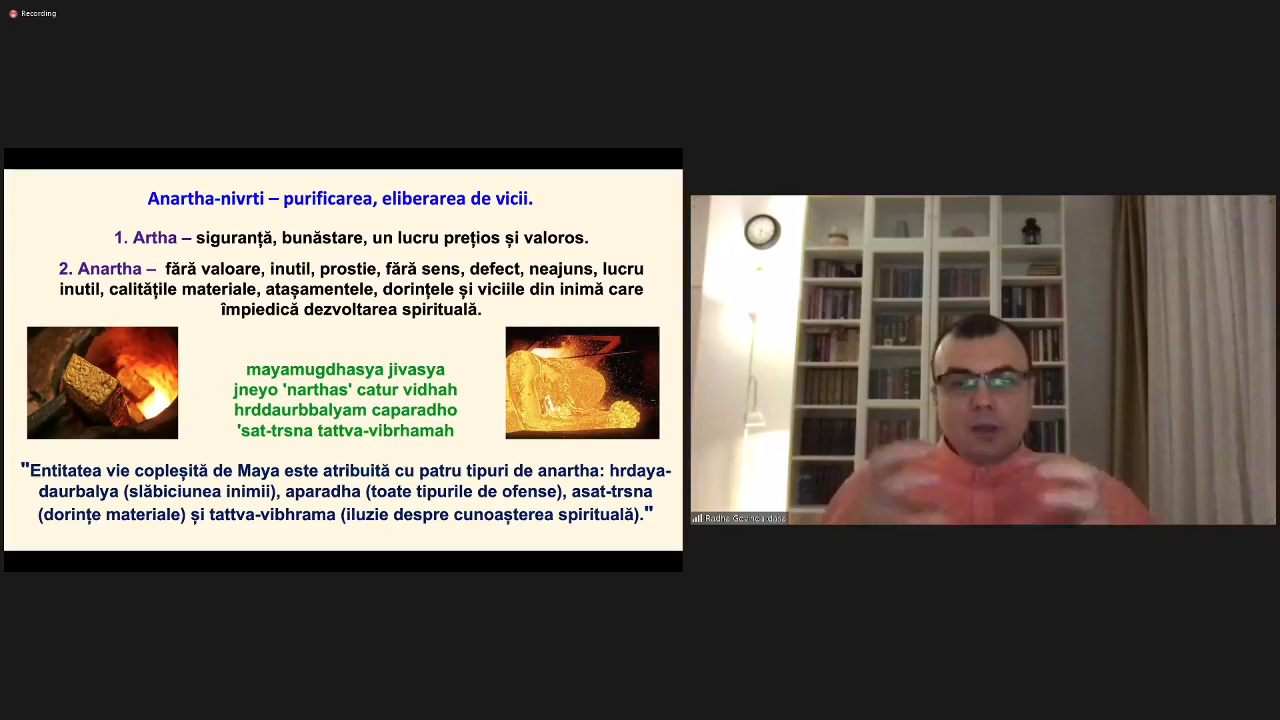 Recording
Anartha-nivrti – purificarea, eliberarea de vicii.
1. Artha – siguranță, bunăstare, un lucru prețios și valoros.
2. Anartha – fără valoare, inutil, prostie, fără sens, defect, neajuns, lucru
inutil, calitățile materiale, atașamentele, dorințele și viciile din inimă care
împiedică dezvoltarea spirituală.
mayamugdhasya jivasya
jneyo 'narthas' catur vidhah
hrddaurbbalyam caparadho
'sat-trsna tattva-vibrhamah
"Entitatea vie copleșită de Maya este atribuită cu patru tipuri de anartha: hrdaya-
daurbalya (slăbiciunea inimii), aparadha (toate tipurile de ofense), asat-trsna
(dorințe materiale) și tattva-vibhrama (iluzie despre cunoașterea spirituală)."
Radha Govinda dasa